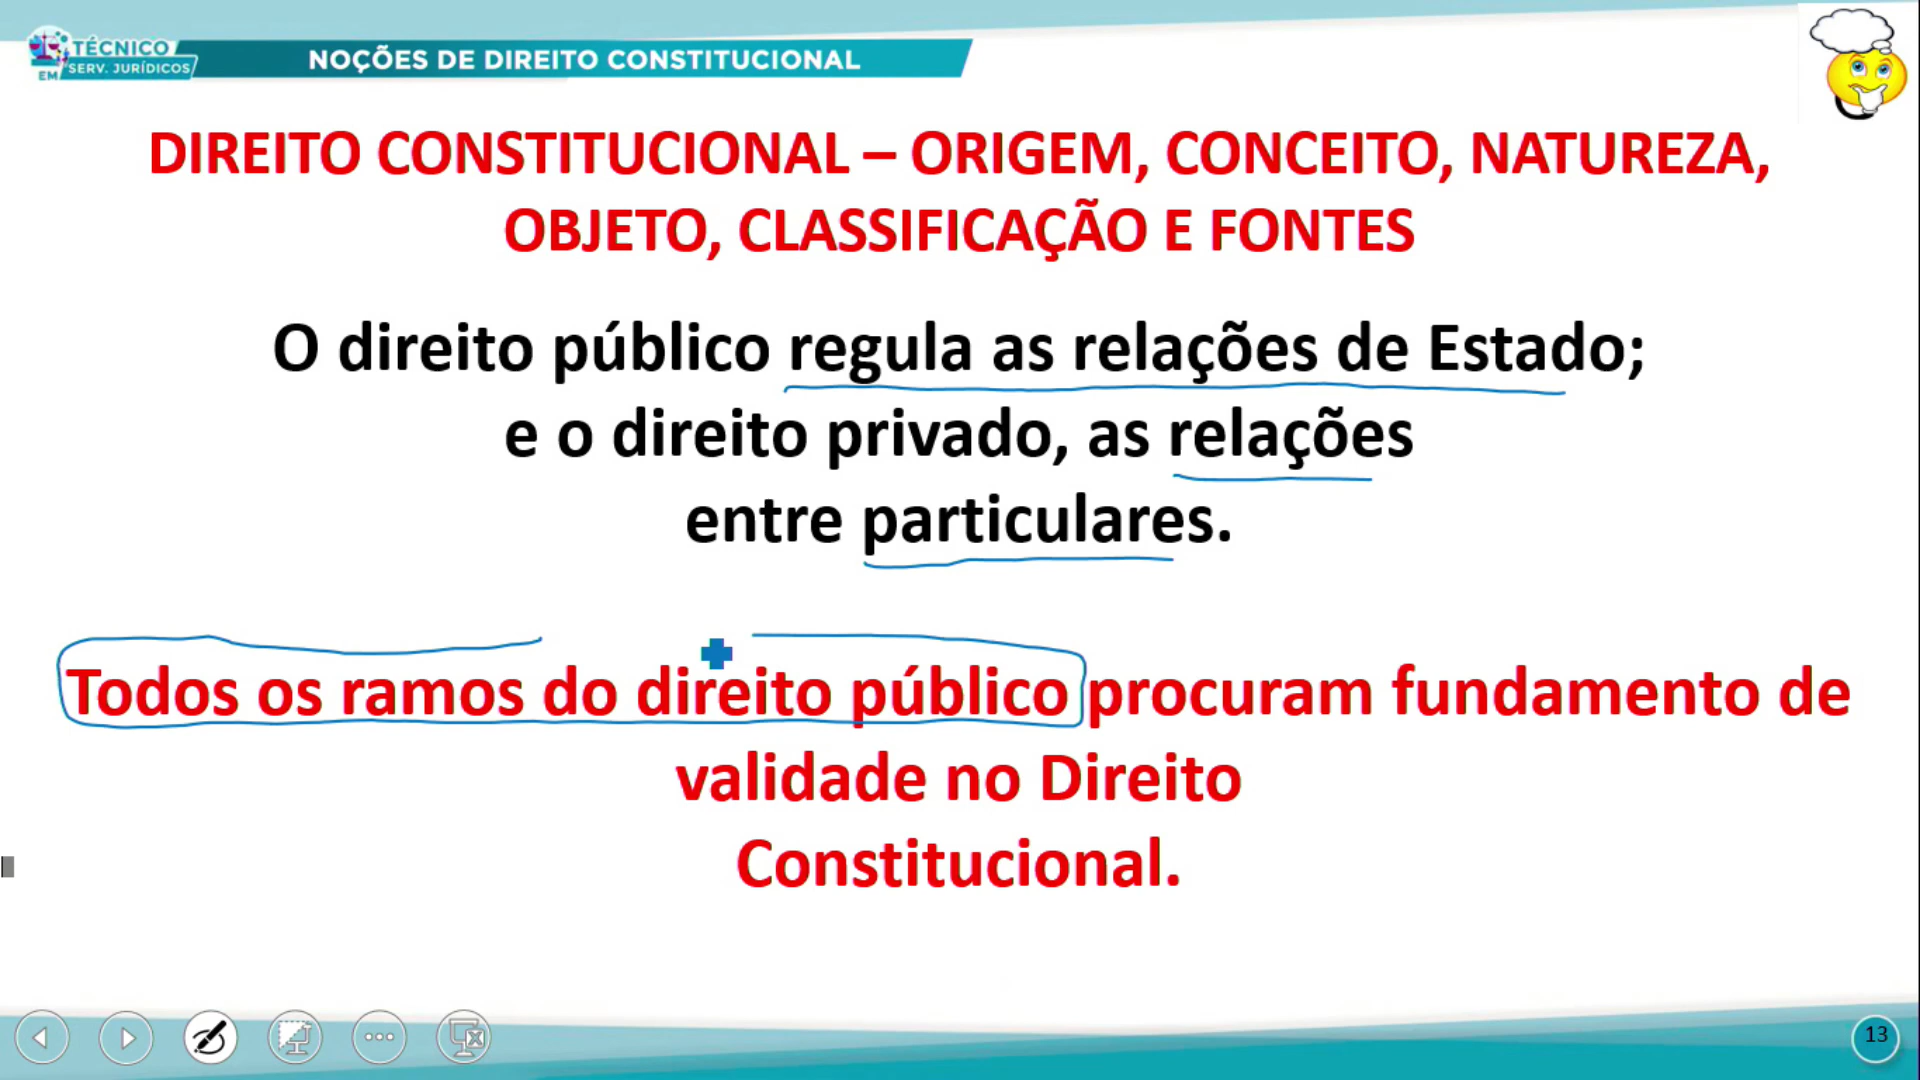 TÉCNICO
EM SERV. JURÍDICOS
NOÇÕES DE DIREITO CONSTITUCIONAL
DIREITO CONSTITUCIONAL – ORIGEM, CONCEITO, NATUREZA,
OBJETO, CLASSIFICAÇÃO E FONTES
O direito público regula as relações de Estado;
e o direito privado, as relações
entre particulares.
Todos os ramos do direito público procuram fundamento de
validade no Direito
Constitucional.
13